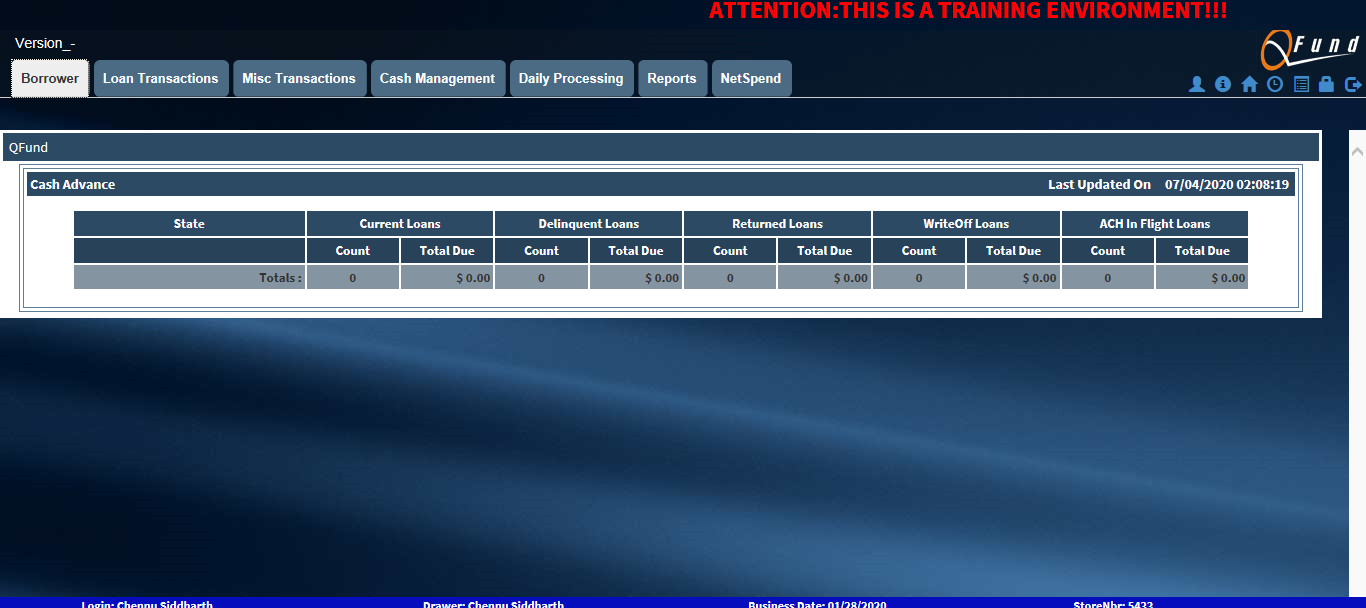 ATTENTION:THIS IS A TRAINING ENVIRONMENT!!!
Version_-
QFund
Borrower Loan Transactions Misc Transactions Cash Management Daily Processing Reports NetSpend
QFund
Cash Advance Last Updated On 07/04/2020 02:08:19
State Current Loans Delinquent Loans Returned Loans WriteOff Loans ACH In Flight Loans
Count Total Due Count Total Due Count Total Due Count Total Due Count Total Due
Totals : 0 $ 0.00 0 $ 0.00 0 $ 0.00 0 $ 0.00 0 $ 0.00
Login: Chennu Siddharth Drawer: Chennu Siddharth Business Date: 01/28/2020 StoreNbr: 5433